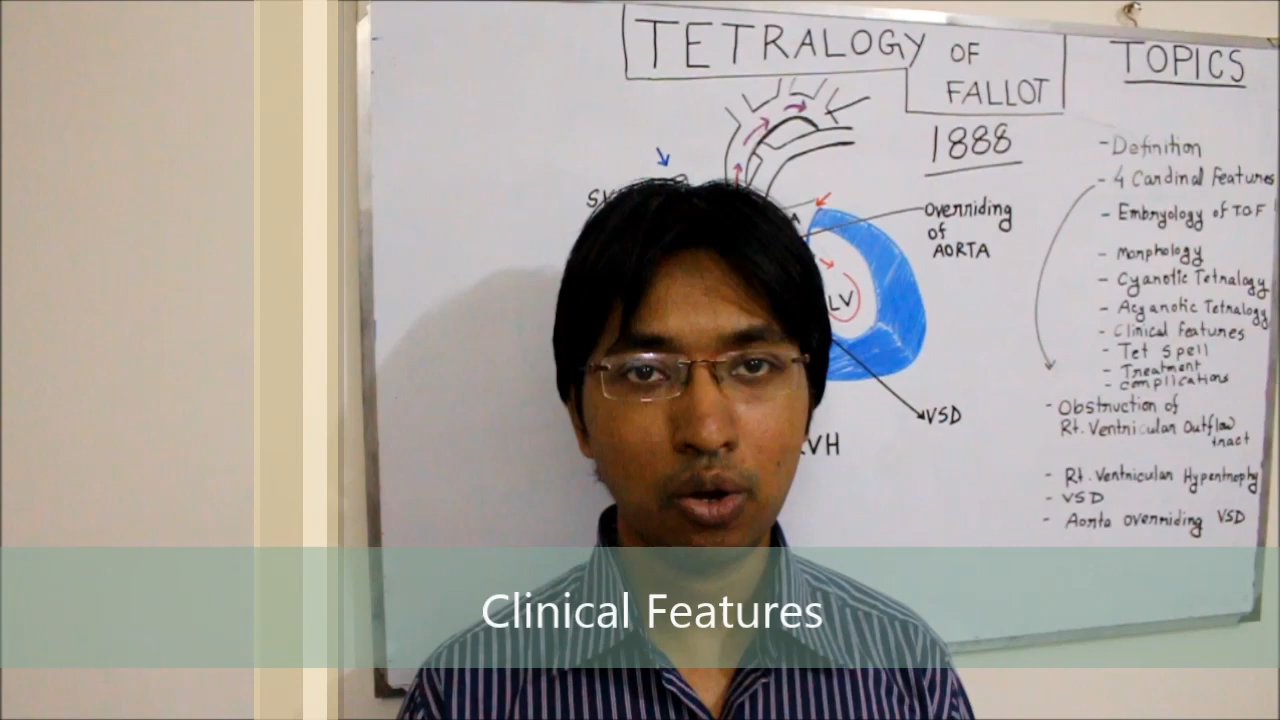 TETRALOGY OF
FALLOT
1888
overriding
of
AORTA
LV
VSD
TOPICS
- Definition
- 4 Cardinal Features
- Embryology of TOF
- Morphology
- Cyanotic Tetralogy
- Acyanotic Tetralogy
- Clinical features
- Tet spell
- Treatment
- complications
- Obstruction of
Rt. Ventricular Outflow
tract
- Rt. Ventricular Hypertrophy
- VSD
- Aorta overriding VSD
Clinical Features